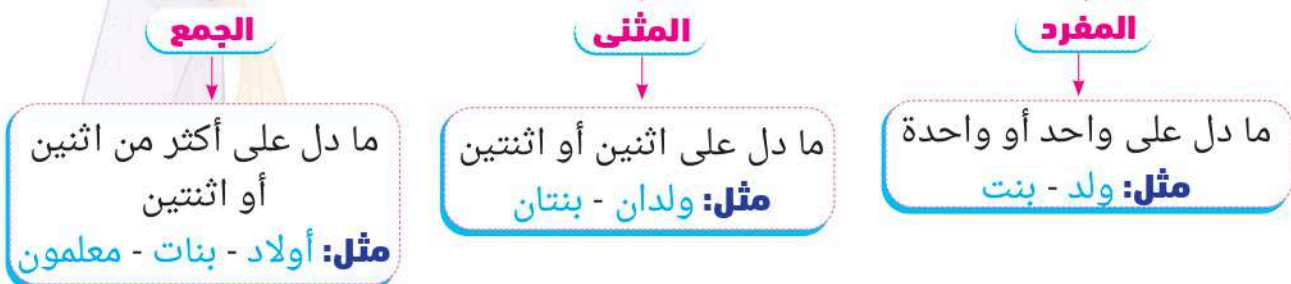 المفرد
ما دل على واحد أو واحدة
مثل: ولد - بنت
المثنى
ما دل على اثنين أو اثنتين
مثل: ولدان - بنتان
الجمع
ما دل على أكثر من اثنين
أو اثنتين
مثل: أولاد - بنات - معلمون